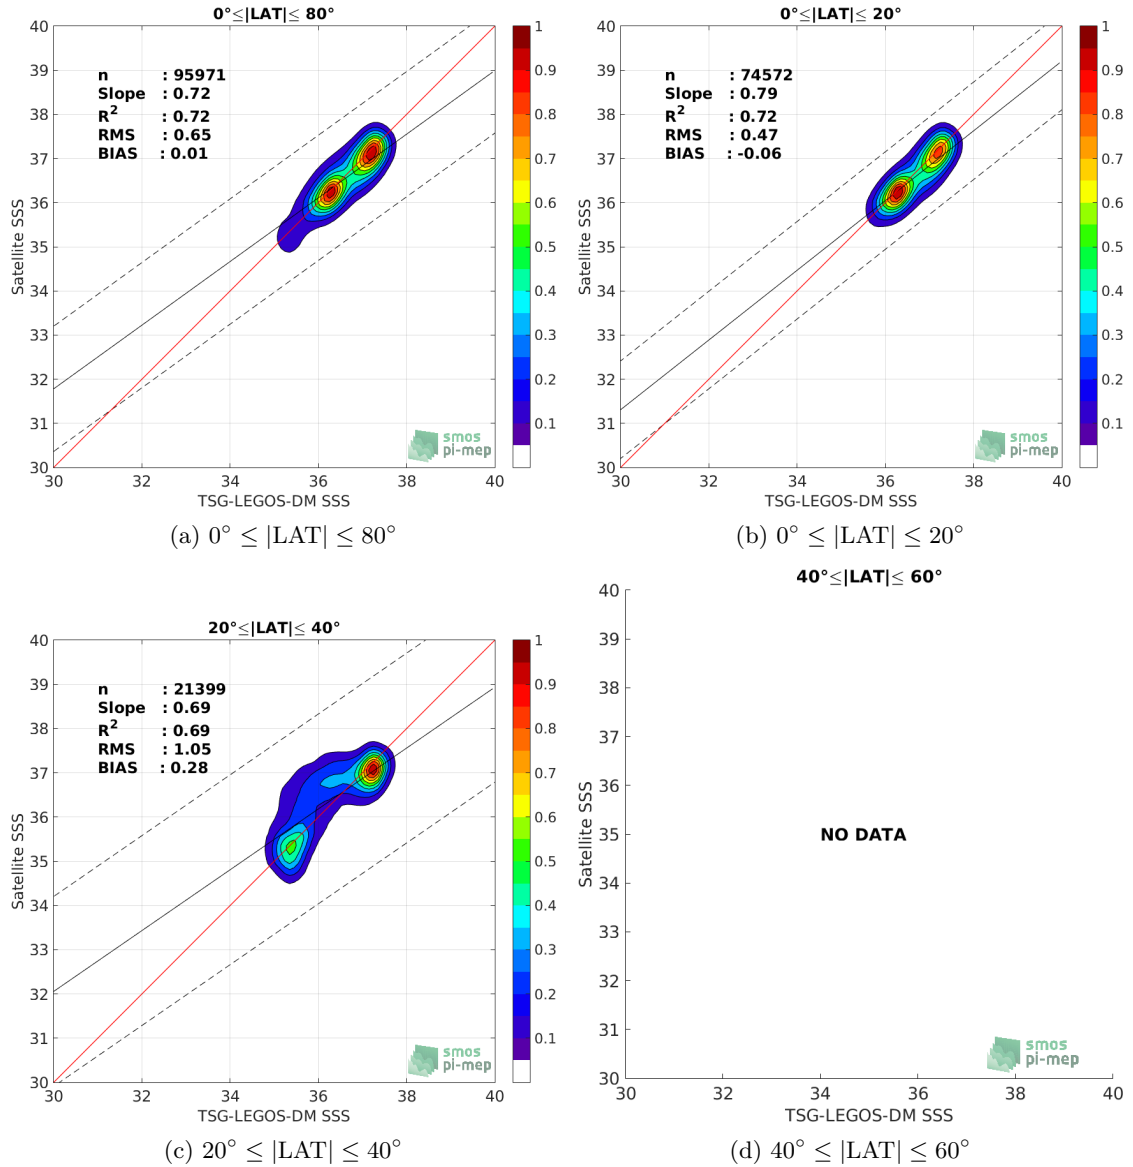 0°≤|LAT|≤ 80°
n : 95971
Slope : 0.72
R² : 0.72
RMS : 0.65
BIAS : 0.01
Satellite SSS
40
39
38
37
36
35
34
33
32
31
30
30 32 34 36 38 40
TSG-LEGOS-DM SSS
1
0.9
0.8
0.7
0.6
0.5
0.4
0.3
0.2
0.1
smos
pi-mep
(a) 0° ≤ |LAT| ≤ 80°
0°≤|LAT|≤ 20°
n : 74572
Slope : 0.79
R² : 0.72
RMS : 0.47
BIAS : -0.06
Satellite SSS
40
39
38
37
36
35
34
33
32
31
30
30 32 34 36 38 40
TSG-LEGOS-DM SSS
1
0.9
0.8
0.7
0.6
0.5
0.4
0.3
0.2
0.1
smos
pi-mep
(b) 0° ≤ |LAT| ≤ 20°
20°≤|LAT|≤ 40°
n : 21399
Slope : 0.69
R² : 0.69
RMS : 1.05
BIAS : 0.28
Satellite SSS
40
39
38
37
36
35
34
33
32
31
30
30 32 34 36 38 40
TSG-LEGOS-DM SSS
1
0.9
0.8
0.7
0.6
0.5
0.4
0.3
0.2
0.1
smos
pi-mep
(c) 20° ≤ |LAT| ≤ 40°
40°≤|LAT|≤ 60°
NO DATA
Satellite SSS
40
39
38
37
36
35
34
33
32
31
30
30 32 34 36 38 40
TSG-LEGOS-DM SSS
smos
pi-mep
(d) 40° ≤ |LAT| ≤ 60°